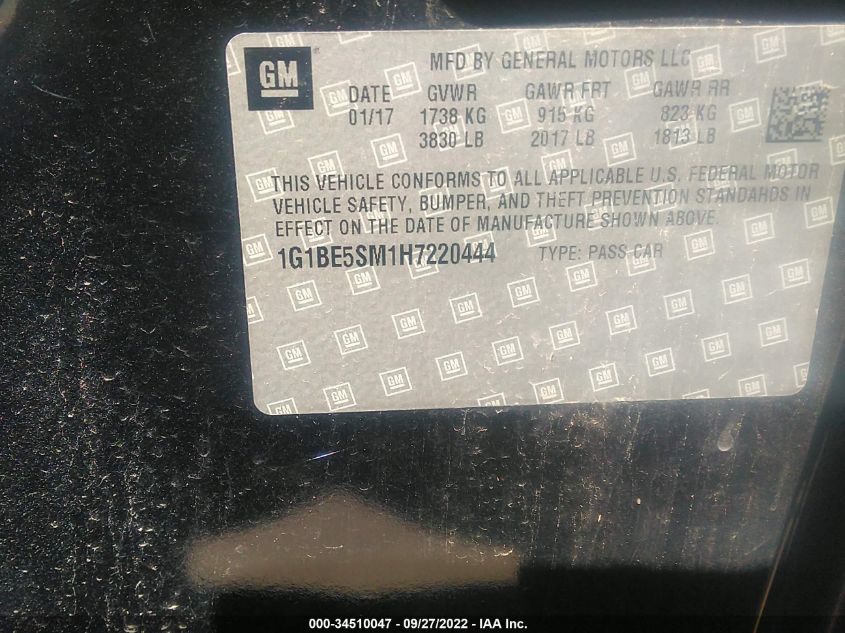 GM
MFD BY GENERAL MOTORS LLC
DATE GVWR GAWR FRT GAWR RR
01/17 1738 KG 915 KG 823 KG
3830 LB 2017 LB 1813 LB
THIS VEHICLE CONFORMS TO ALL APPLICABLE U.S. FEDERAL MOTOR
VEHICLE SAFETY, BUMPER, AND THEFT PREVENTION STANDARDS IN
EFFECT ON THE DATE OF MANUFACTURE SHOWN ABOVE.
1G1BE5SM1H7220444 TYPE: PASS CAR
000-34510047 - 09/27/2022 - IAA Inc.